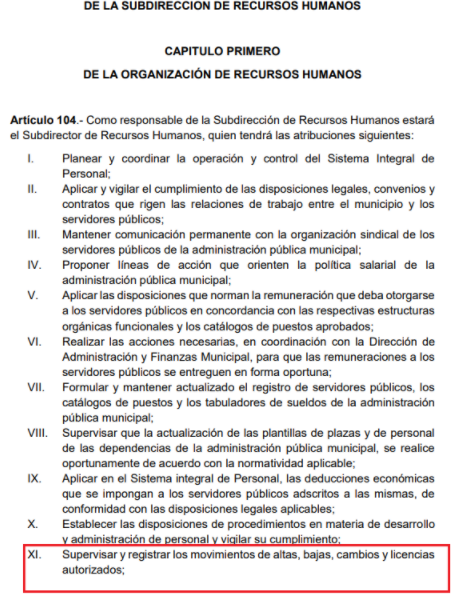 DE LA SUBDIRECCIÓN DE RECURSOS HUMANOS
CAPITULO PRIMERO
DE LA ORGANIZACIÓN DE RECURSOS HUMANOS
Artículo 104.- Como responsable de la Subdirección de Recursos Humanos estará
el Subdirector de Recursos Humanos, quien tendrá las atribuciones siguientes:
I. Planear y coordinar la operación y control del Sistema Integral de
Personal;
II. Aplicar y vigilar el cumplimiento de las disposiciones legales, convenios y
contratos que rigen las relaciones de trabajo entre el municipio y los
servidores públicos;
III. Mantener comunicación permanente con la organización sindical de los
servidores públicos de la administración pública municipal;
IV. Proponer líneas de acción que orienten la política salarial de la
administración pública municipal;
V. Aplicar las disposiciones que norman la remuneración que deba otorgarse
a los servidores públicos en concordancia con las respectivas estructuras
orgánicas funcionales y los catálogos de puestos aprobados;
VI. Realizar las acciones necesarias, en coordinación con la Dirección de
Administración y Finanzas Municipal, para que las remuneraciones a los
servidores públicos se entreguen en forma oportuna;
VII. Formular y mantener actualizado el registro de servidores públicos, los
catálogos de puestos y los tabuladores de sueldos de la administración
pública municipal;
VIII. Supervisar que la actualización de las plantillas de plazas y de personal
de las dependencias de la administración pública municipal, se realice
oportunamente de acuerdo con la normatividad aplicable;
IX. Aplicar en el Sistema integral de Personal, las deducciones económicas
que se impongan a los servidores públicos adscritos a las mismas, de
conformidad con las disposiciones legales aplicables;
X. Establecer las disposiciones de procedimientos en materia de desarrollo
y administración de personal y vigilar su cumplimiento;
XI. Supervisar y registrar los movimientos de altas, bajas, cambios y licencias
autorizados;